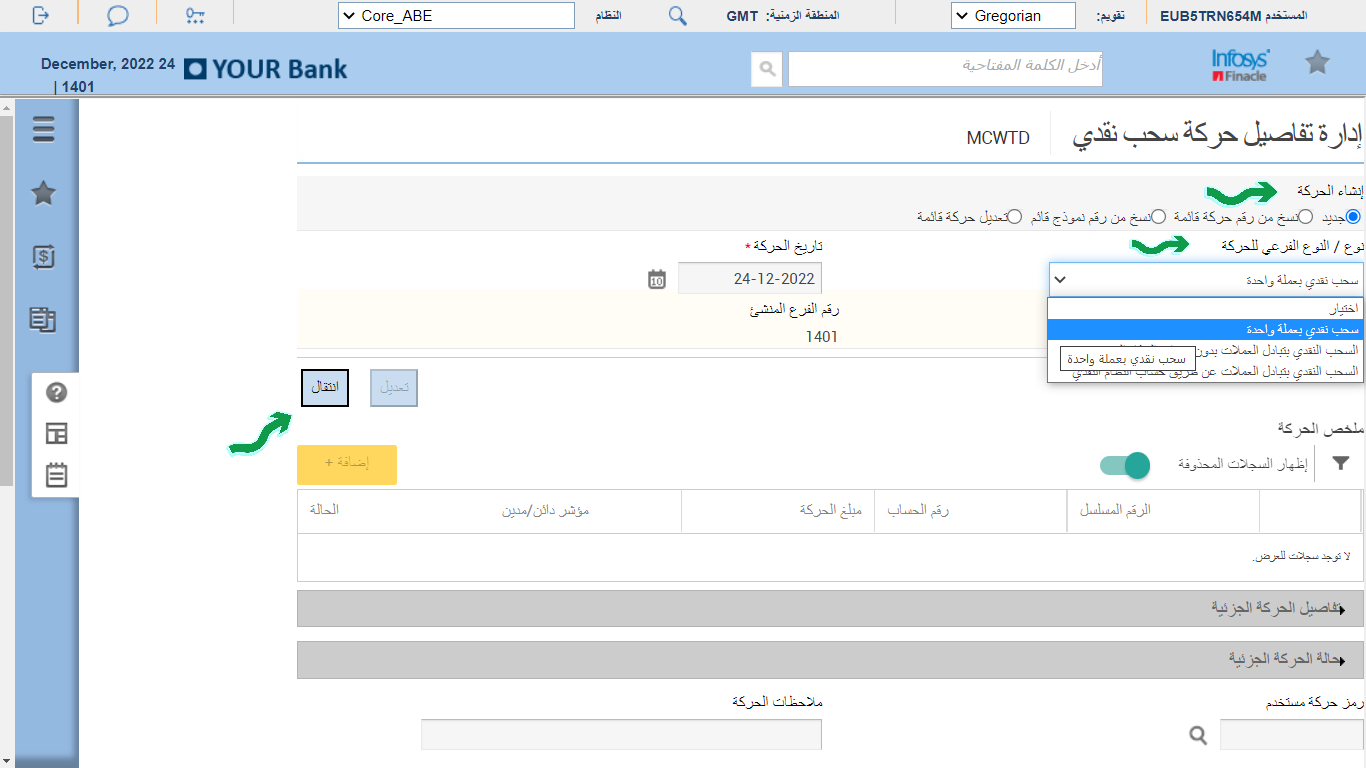 المستخدم EUB5TRN654M
تقويم: Gregorian
المنطقة الزمنية: GMT
النظام Core_ABE
Infosys
Finacle
أدخل الكلمة المفتاحية
YOUR Bank
December, 2022 24
| 1401
إدارة تفاصيل حركة سحب نقدي MCWTD
إنشاء الحركة
جديد نسخ من رقم حركة قائمة نسخ من رقم نموذج قائم تعديل حركة قائمة
نوع / النوع الفرعي للحركة
سحب نقدي بعملة واحدة
اختيار
سحب نقدي بعملة واحدة
السحب النقدي بتبادل العملات بدون
سحب نقدي بعملة واحدة
السحب النقدي بتبادل العملات عن طريق حساب النظام النقدي
تاريخ الحركة *
24-12-2022
10
رقم الفرع المنشئ
1401
تعديل انتقال
ملخص الحركة
إظهار السجلات المحذوفة
إضافة +
الرقم المسلسل رقم الحساب مبلغ الحركة مؤشر دائن/مدين الحالة
لا توجد سجلات للعرض.
تفاصيل الحركة الجزئية
حالة الحركة الجزئية
رمز حركة مستخدم ملاحظات الحركة